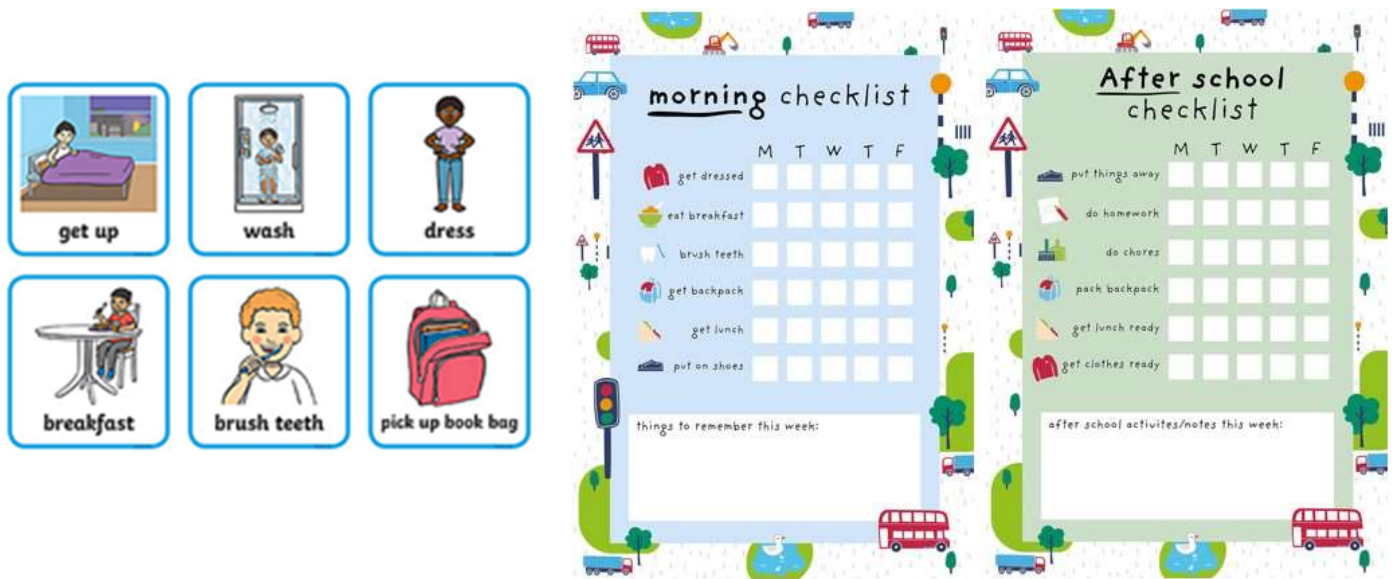 get up
wash
dress
breakfast
brush teeth
pick up book bag
morning checklist
M T W T F
get dressed
eat breakfast
brush teeth
get backpack
get lunch
put on shoes
things to remember this week:
After school
checklist
M T W T F
put things away
do homework
do chores
pack backpack
get lunch ready
get clothes ready
after school activites/notes this week: